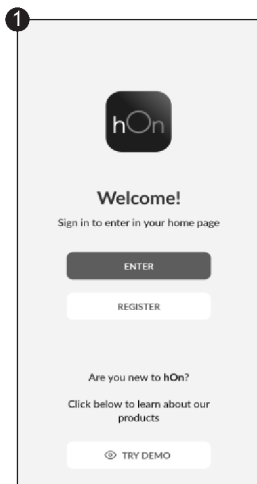 1
hOn
Welcome!
Sign in to enter in your home page
ENTER
REGISTER
Are you new to hOn?
Click below to learn about our
products
TRY DEMO